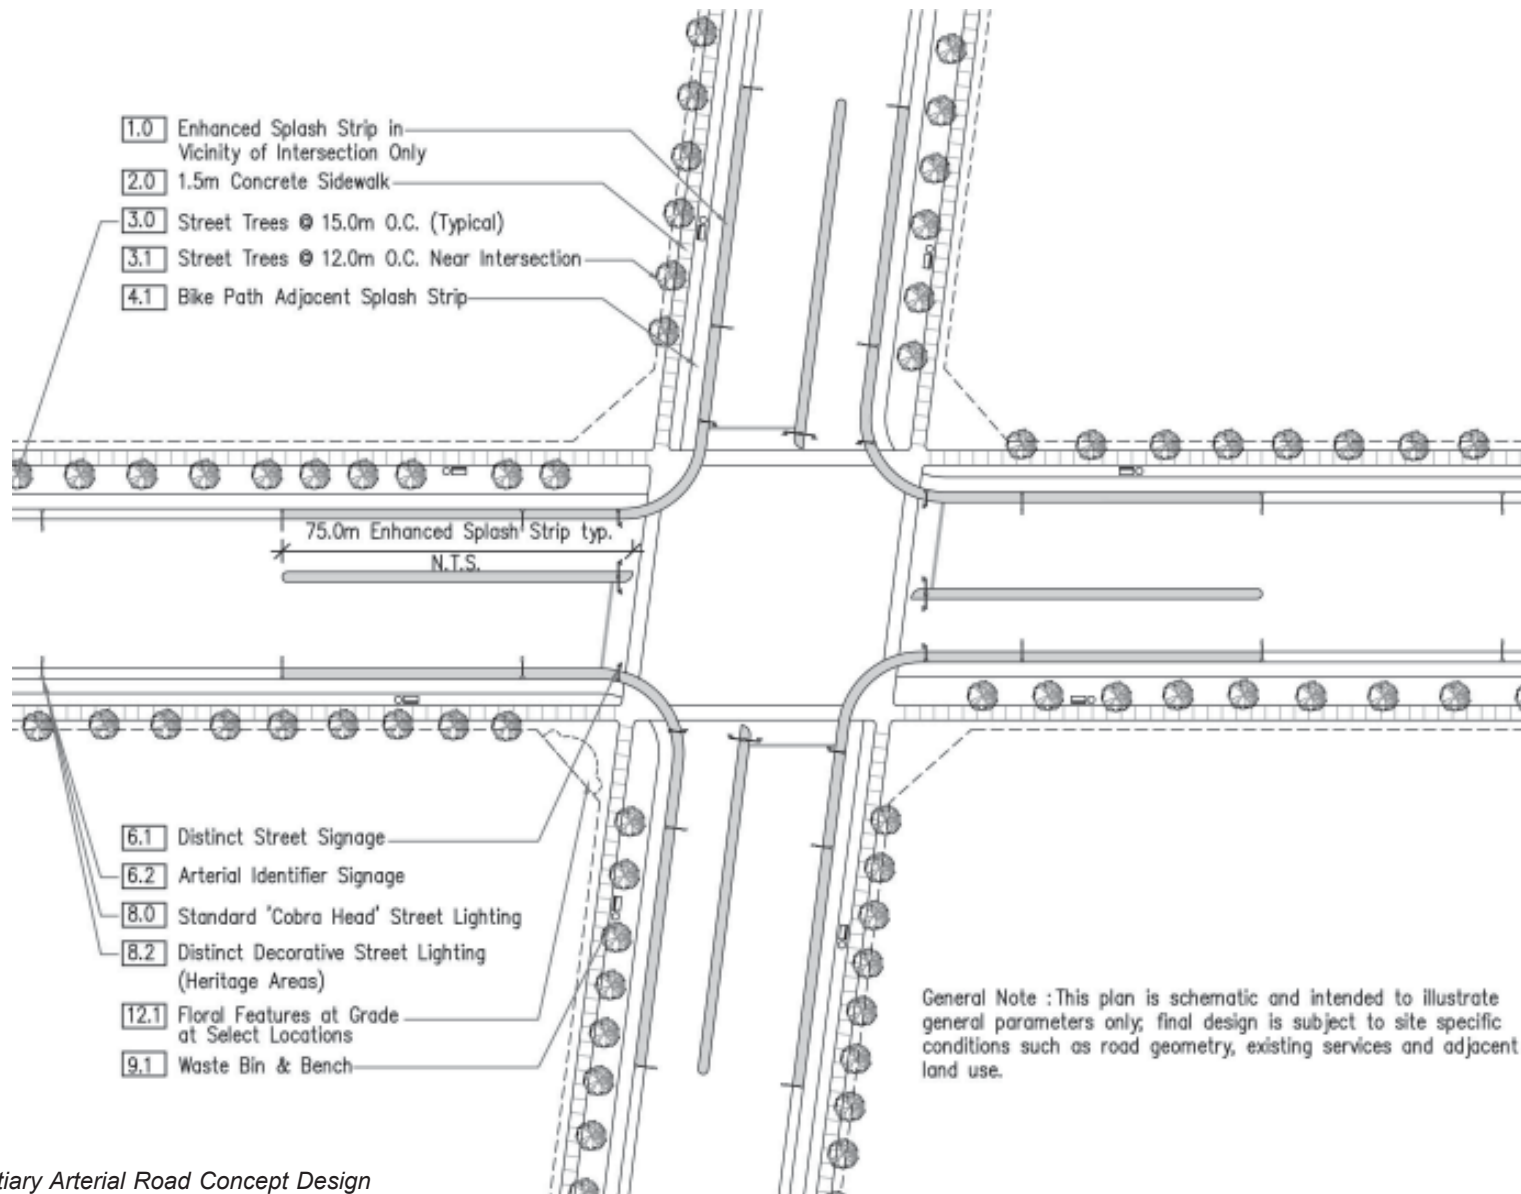 1.0 Enhanced Splash Strip in
Vicinity of Intersection Only
2.0 1.5m Concrete Sidewalk
3.0 Street Trees @ 15.0m O.C. (Typical)
3.1 Street Trees @ 12.0m O.C. Near Intersection
4.1 Bike Path Adjacent Splash Strip
75.0m Enhanced Splash Strip typ.
N.T.S.
6.1 Distinct Street Signage
6.2 Arterial Identifier Signage
8.0 Standard 'Cobra Head' Street Lighting
8.2 Distinct Decorative Street Lighting
(Heritage Areas)
12.1 Floral Features at Grade
at Select Locations
9.1 Waste Bin & Bench
General Note : This plan is schematic and intended to illustrate
general parameters only; final design is subject to site specific
conditions such as road geometry, existing services and adjacent
land use.
tiary Arterial Road Concept Design